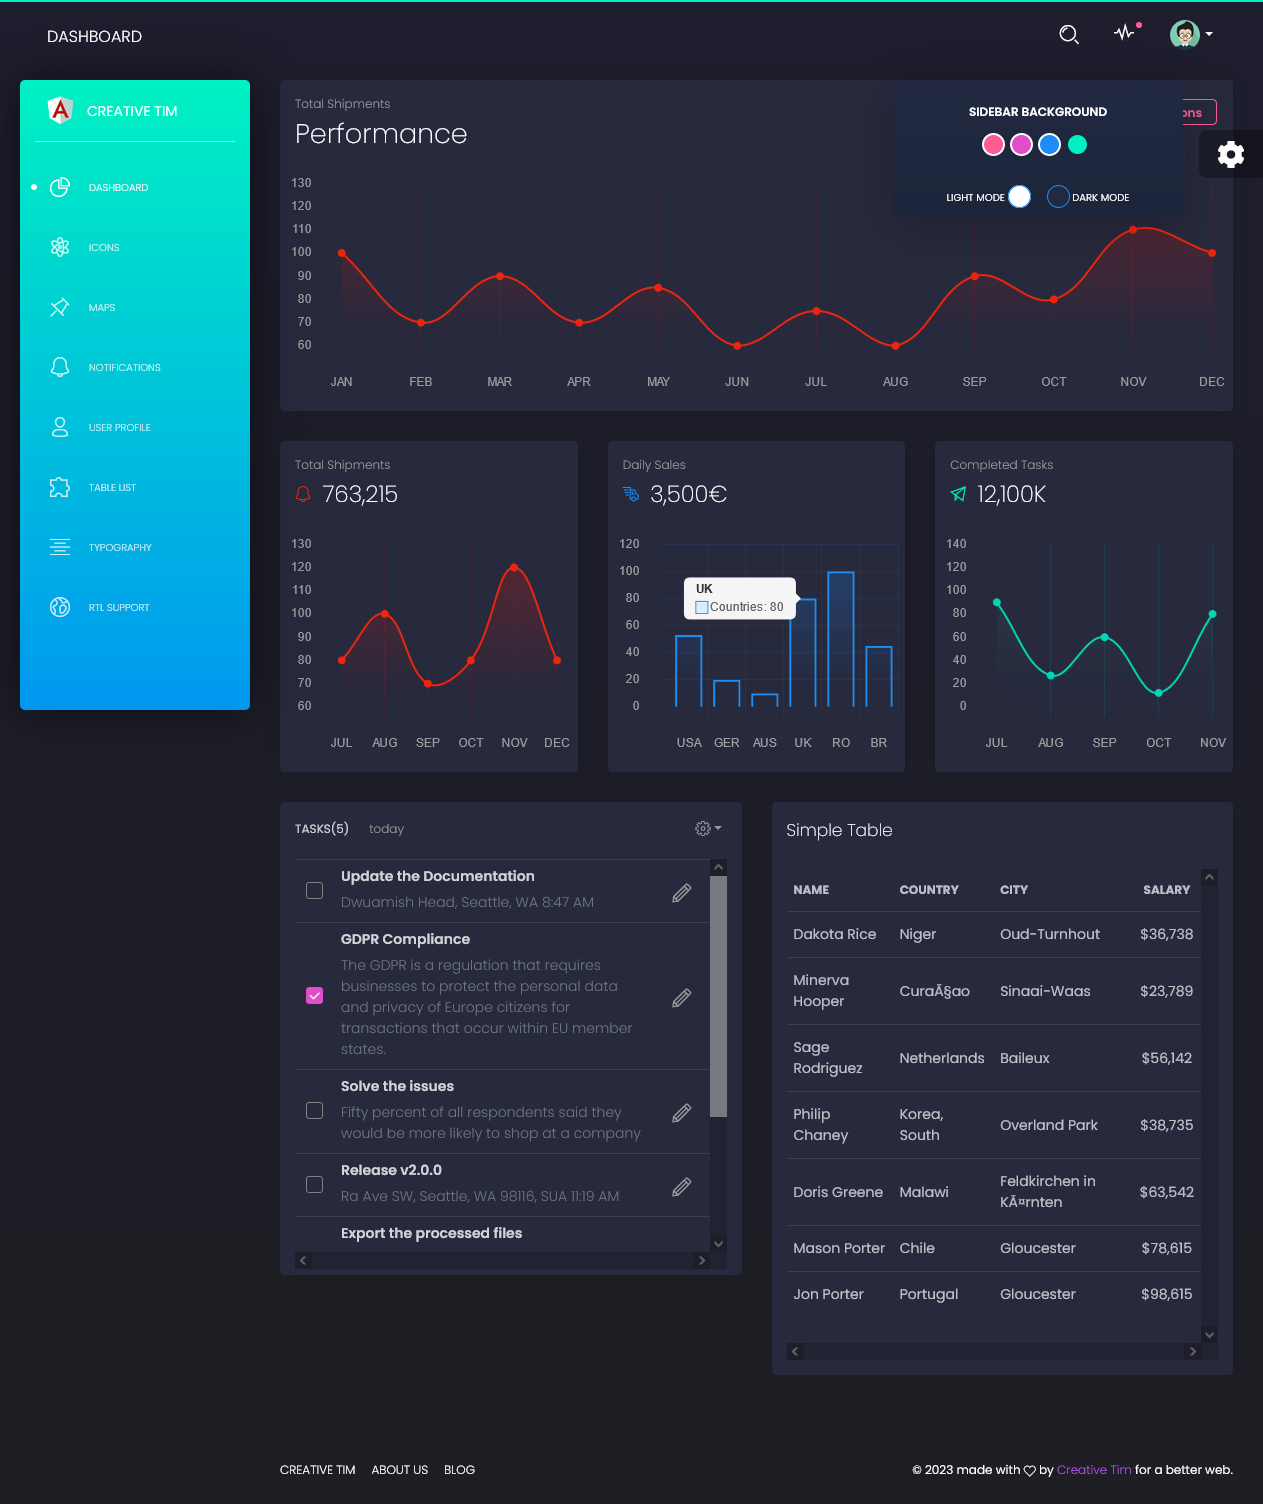 DASHBOARD
CREATIVE TIM
DASHBOARD
ICONS
MAPS
NOTIFICATIONS
USER PROFILE
TABLE LIST
TYPOGRAPHY
RTL SUPPORT
Total Shipments
Performance
SIDEBAR BACKGROUND
LIGHT MODE
DARK MODE
130
120
110
100
90
80
70
60
JAN FEB MAR APR MAY JUN JUL AUG SEP OCT NOV DEC
Total Shipments
763,215
130
120
110
100
90
80
70
60
JUL AUG SEP OCT NOV DEC
Daily Sales
3,500€
120
100
80
60
40
20
0
UK
Countries: 80
USA GER AUS UK RO BR
Completed Tasks
12,100K
140
120
100
80
60
40
20
0
JUL AUG SEP OCT NOV
TASKS(5) today
Update the Documentation
Dwuamish Head, Seattle, WA 8:47 AM
GDPR Compliance
The GDPR is a regulation that requires
businesses to protect the personal data
and privacy of Europe citizens for
transactions that occur within EU member
states.
Solve the issues
Fifty percent of all respondents said they
would be more likely to shop at a company
Release v2.0.0
Ra Ave SW, Seattle, WA 98116, SUA 11:19 AM
Export the processed files
Simple Table
NAME COUNTRY CITY SALARY
Dakota Rice Niger Oud-Turnhout $36,738
Minerva
Hooper CuraÃ§ao Sinaai-Waas $23,789
Sage
Rodriguez Netherlands Baileux $56,142
Philip
Chaney Korea,
South Overland Park $38,735
Doris Greene Malawi Feldkirchen in
KÃ¤rnten $63,542
Mason Porter Chile Gloucester $78,615
Jon Porter Portugal Gloucester $98,615
CREATIVE TIM ABOUT US BLOG
© 2023 made with by Creative Tim for a better web.